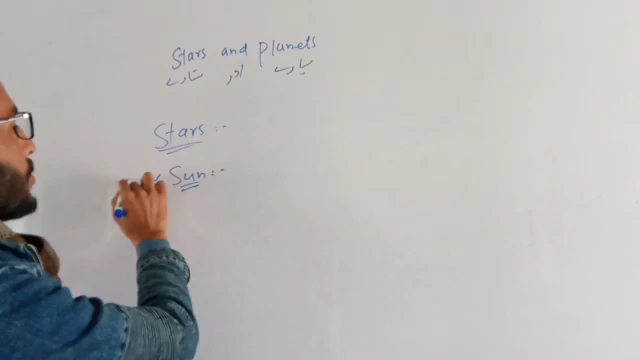 Stars and Planets
ستارے اور سیارے
Stars :-
Sun :-